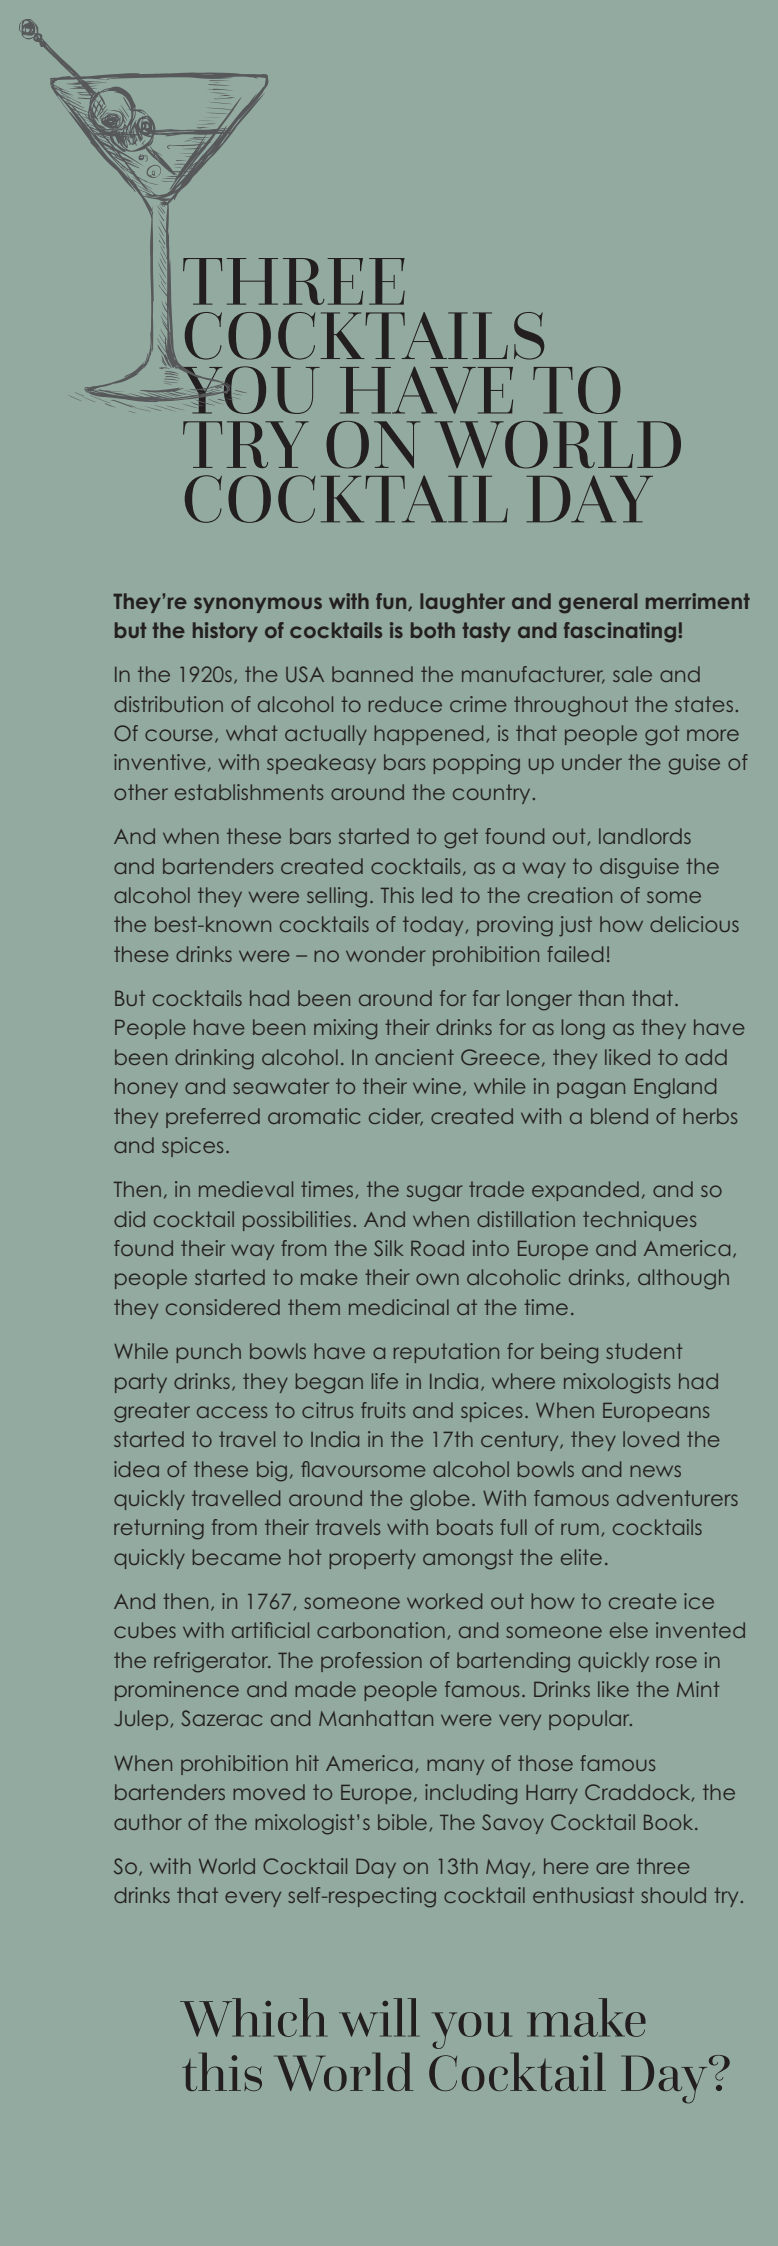 THREE
COCKTAILS
YOU HAVE TO
TRY ON WORLD
COCKTAIL DAY
They're synonymous with fun, laughter and general merriment
but the history of cocktails is both tasty and fascinating!
In the 1920s, the USA banned the manufacturer, sale and
distribution of alcohol to reduce crime throughout the states.
Of course, what actually happened, is that people got more
inventive, with speakeasy bars popping up under the guise of
other establishments around the country.
And when these bars started to get found out, landlords
and bartenders created cocktails, as a way to disguise the
alcohol they were selling. This led to the creation of some
the best-known cocktails of today, proving just how delicious
these drinks were – no wonder prohibition failed!
But cocktails had been around for far longer than that.
People have been mixing their drinks for as long as they have
been drinking alcohol. In ancient Greece, they liked to add
honey and seawater to their wine, while in pagan England
they preferred aromatic cider, created with a blend of herbs
and spices.
Then, in medieval times, the sugar trade expanded, and so
did cocktail possibilities. And when distillation techniques
found their way from the Silk Road into Europe and America,
people started to make their own alcoholic drinks, although
they considered them medicinal at the time.
While punch bowls have a reputation for being student
party drinks, they began life in India, where mixologists had
greater access to citrus fruits and spices. When Europeans
started to travel to India in the 17th century, they loved the
idea of these big, flavoursome alcohol bowls and news
quickly travelled around the globe. With famous adventurers
returning from their travels with boats full of rum, cocktails
quickly became hot property amongst the elite.
And then, in 1767, someone worked out how to create ice
cubes with artificial carbonation, and someone else invented
the refrigerator. The profession of bartending quickly rose in
prominence and made people famous. Drinks like the Mint
Julep, Sazerac and Manhattan were very popular.
When prohibition hit America, many of those famous
bartenders moved to Europe, including Harry Craddock, the
author of the mixologist's bible, The Savoy Cocktail Book.
So, with World Cocktail Day on 13th May, here are three
drinks that every self-respecting cocktail enthusiast should try.
Which will you make
this World Cocktail Day?